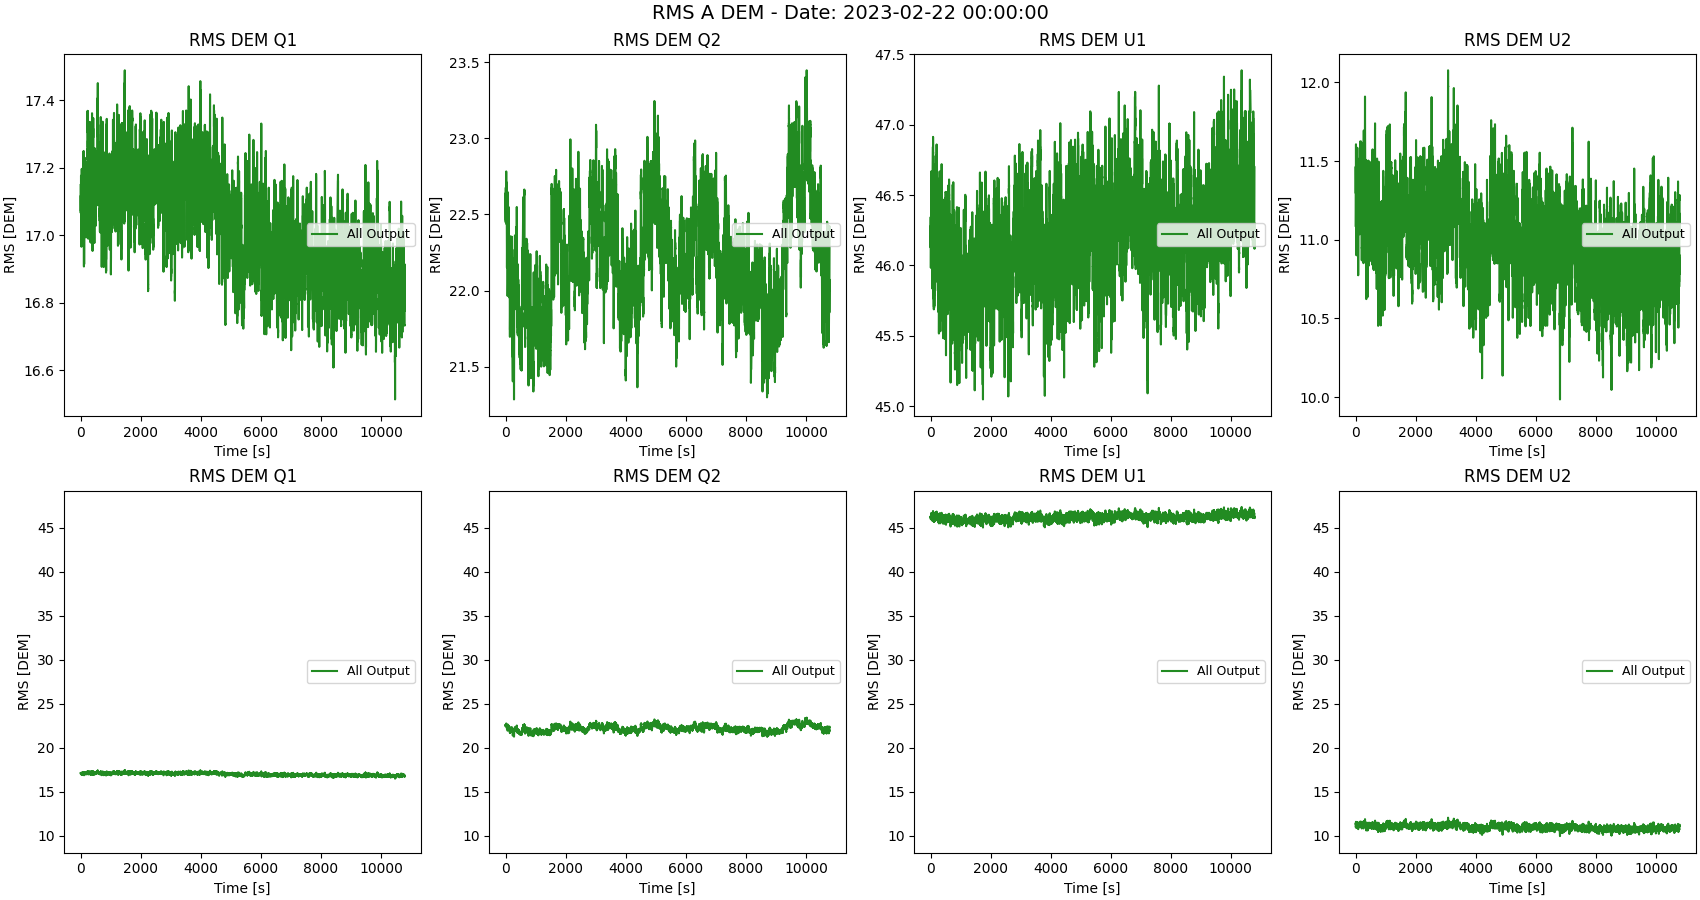 RMS A DEM - Date: 2023-02-22 00:00:00
RMS DEM Q1
RMS [DEM]
17.4
17.2
17.0
16.8
16.6
All Output
0 2000 4000 6000 8000 10000
Time [s]
RMS DEM Q2
RMS [DEM]
23.5
23.0
22.5
22.0
21.5
All Output
0 2000 4000 6000 8000 10000
Time [s]
RMS DEM U1
RMS [DEM]
47.5
47.0
46.5
46.0
45.5
45.0
All Output
0 2000 4000 6000 8000 10000
Time [s]
RMS DEM U2
RMS [DEM]
12.0
11.5
11.0
10.5
10.0
All Output
0 2000 4000 6000 8000 10000
Time [s]
RMS DEM Q1
RMS [DEM]
45
40
35
30
25
20
15
10
All Output
0 2000 4000 6000 8000 10000
Time [s]
RMS DEM Q2
RMS [DEM]
45
40
35
30
25
20
15
10
All Output
0 2000 4000 6000 8000 10000
Time [s]
RMS DEM U1
RMS [DEM]
45
40
35
30
25
20
15
10
All Output
0 2000 4000 6000 8000 10000
Time [s]
RMS DEM U2
RMS [DEM]
45
40
35
30
25
20
15
10
All Output
0 2000 4000 6000 8000 10000
Time [s]